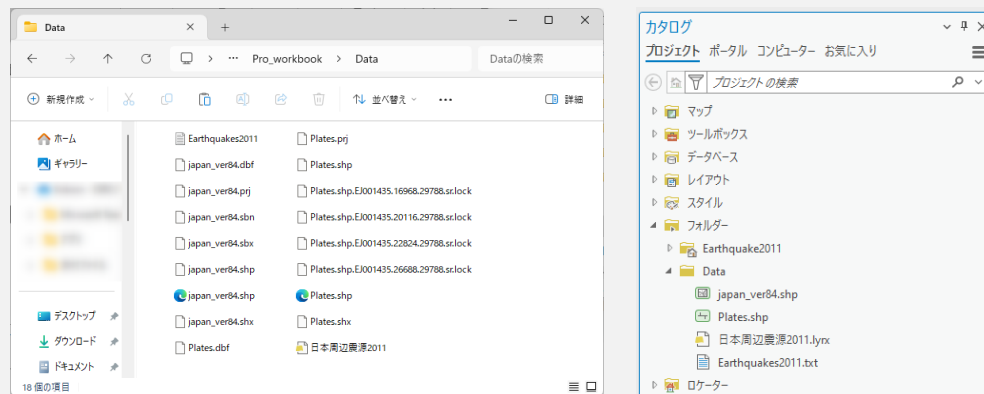 Data
Pro_workbook
Data
Dataの検索
新規作成
並べ替え
詳細
ホーム
ギャラリー
デスクトップ
ダウンロード
ドキュメント
Earthquakes2011
japan_ver84.dbf
japan_ver84.prj
japan_ver84.sbn
japan_ver84.sbx
japan_ver84.shp
japan_ver84.shp
japan_ver84.shx
Plates.dbf
Plates.prj
Plates.shp
Plates.shp.EJ001435.16968.29788.sr.lock
Plates.shp.EJ001435.20116.29788.sr.lock
Plates.shp.EJ001435.22824.29788.sr.lock
Plates.shp.EJ001435.26688.29788.sr.lock
Plates.shp
Plates.shx
日本周辺震源2011
18 個の項目
カタログ
プロジェクト ポータル コンピューター お気に入り
プロジェクトの検索
マップ
ツールボックス
データベース
レイアウト
スタイル
フォルダー
Earthquake2011
Data
japan_ver84.shp
Plates.shp
日本周辺震源2011.lyrx
Earthquakes2011.txt
ロケーター